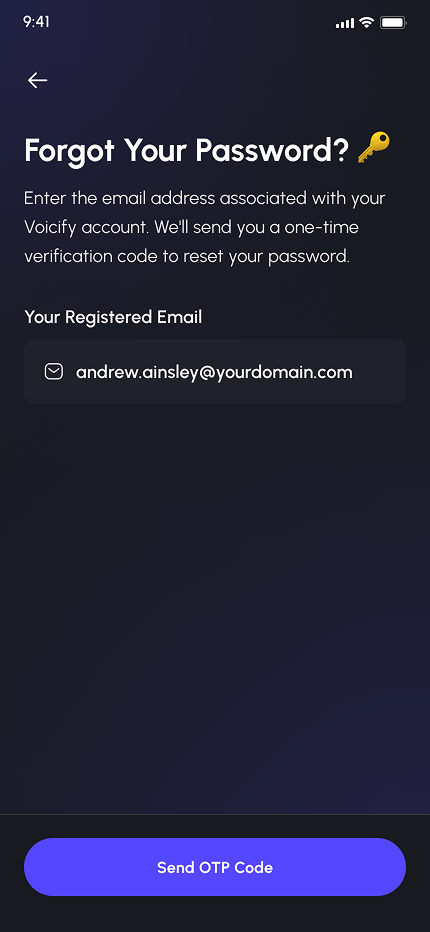 9:41
Forgot Your Password? 🔑
Enter the email address associated with your
Voicify account. We'll send you a one-time
verification code to reset your password.
Your Registered Email
andrew.ainsley@yourdomain.com
Send OTP Code